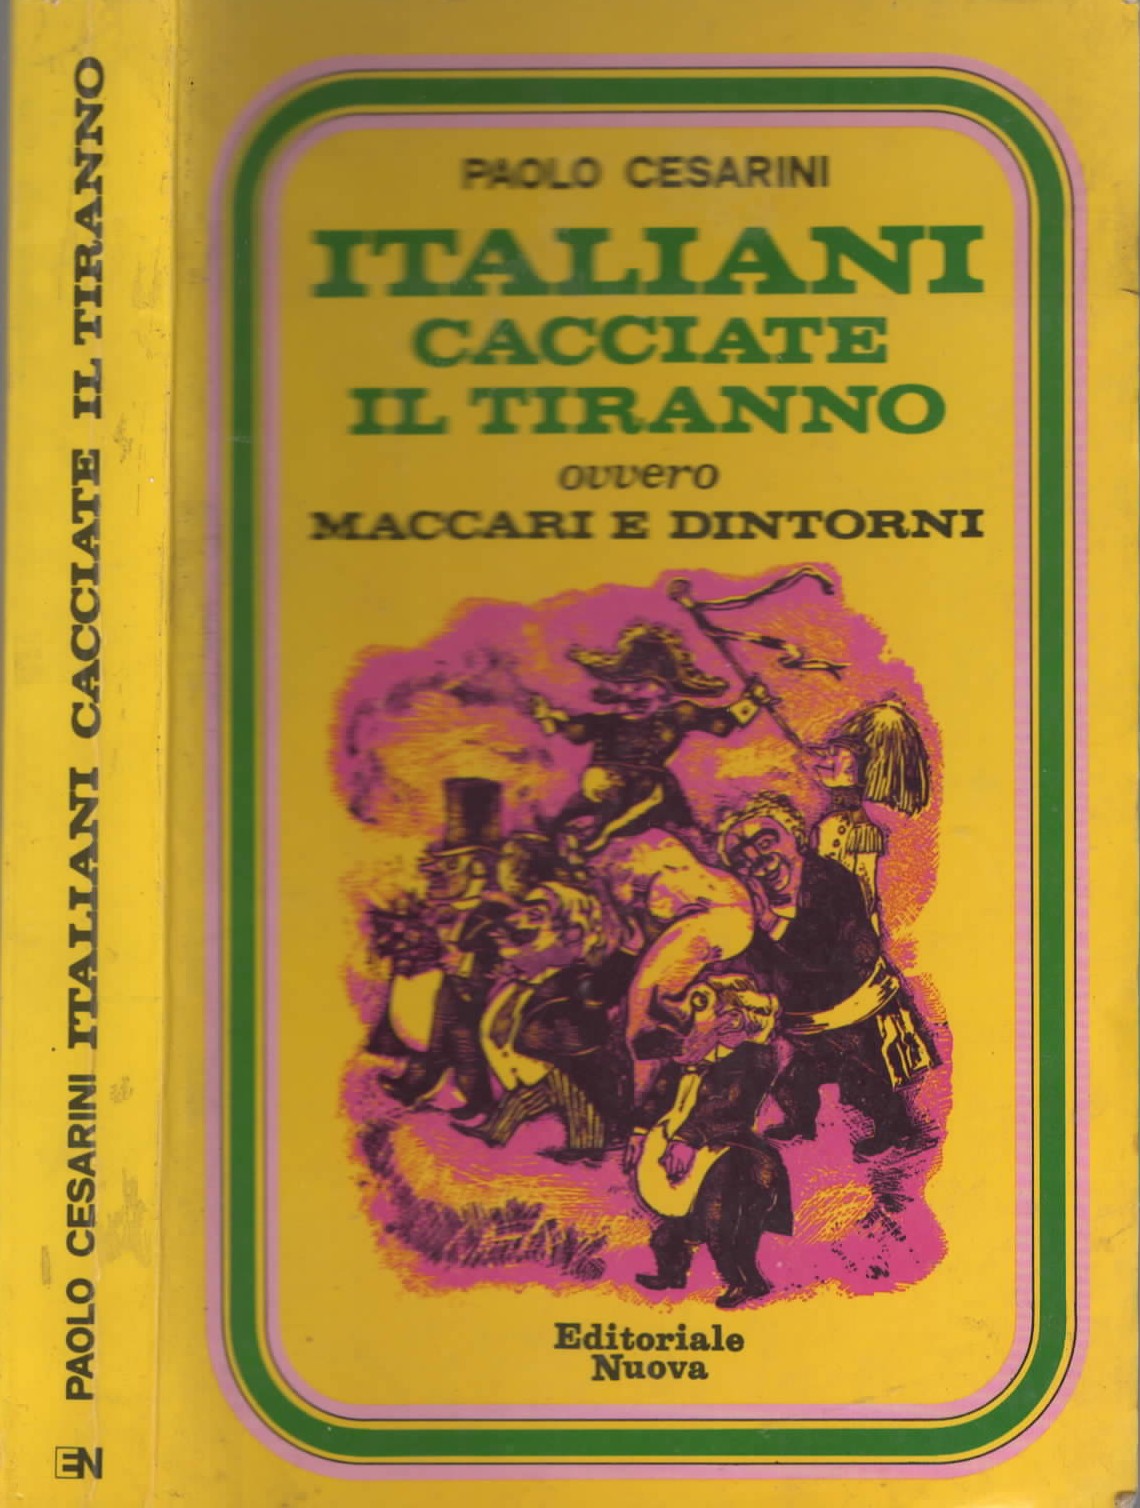 PAOLO CESARINI ITALIANI CACCIATE IL TIRANNO
EN
PAOLO CESARINI
ITALIANI
CACCIATE
IL TIRANNO
ovvero
MACCARI E DINTORNI
Editoriale
Nuova